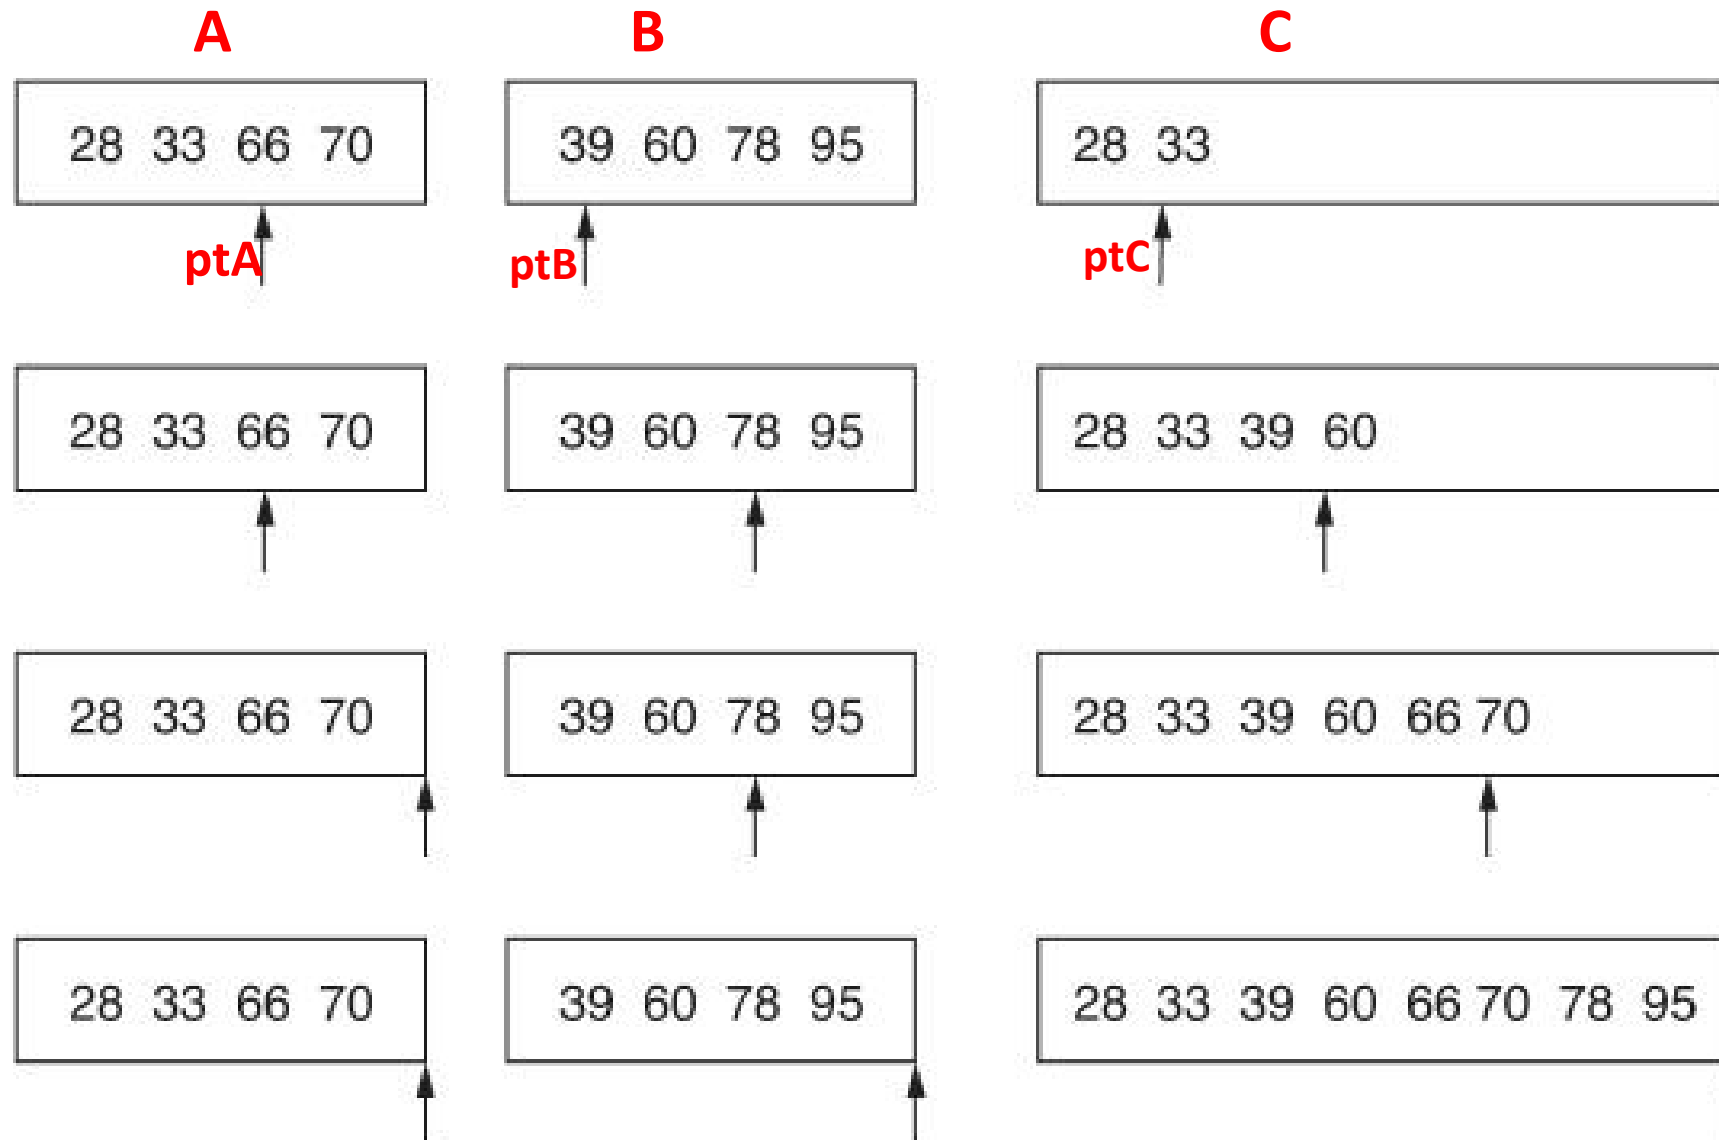 A B C
28 33 66 70 39 60 78 95 28 33
ptA ptB ptC
28 33 66 70 39 60 78 95 28 33 39 60
28 33 66 70 39 60 78 95 28 33 39 60 66 70
28 33 66 70 39 60 78 95 28 33 39 60 66 70 78 95